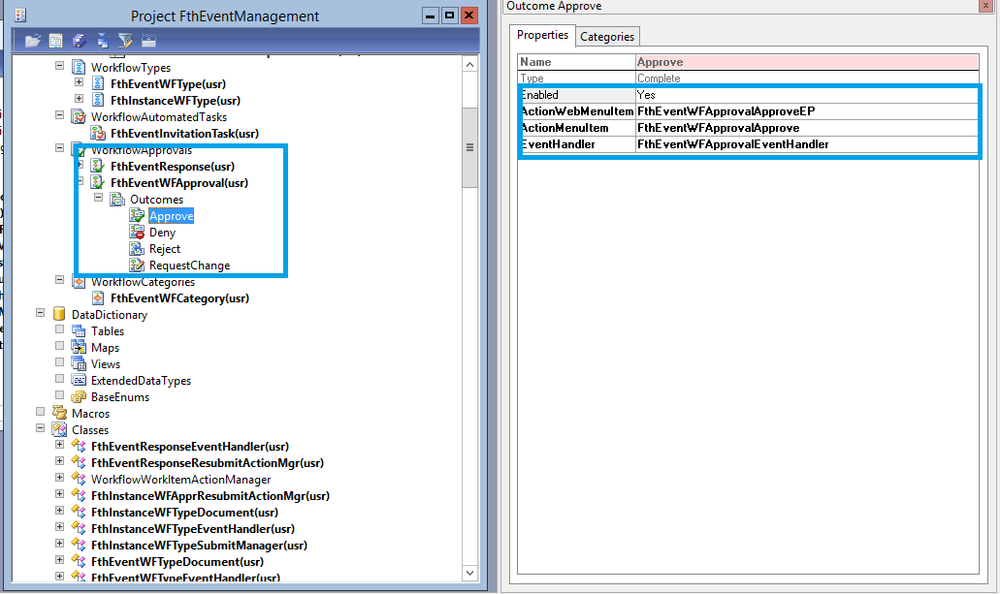 Project FthEventManagement
WorkflowTypes
FthEventWFType(usr)
FthInstanceWFType(usr)
WorkflowAutomatedTasks
FthEventInvitationTask(usr)
WorkflowApprovals
FthEventResponse(usr)
FthEventWFApproval(usr)
Outcomes
Approve
Deny
Reject
RequestChange
WorkflowCategories
FthEventWFCategory(usr)
DataDictionary
Tables
Maps
Views
ExtendedDataTypes
BaseEnums
Macros
Classes
FthEventResponseEventHandler(usr)
FthEventResponseResubmitActionMgr(usr)
WorkflowWorkItemActionManager
FthInstanceWFApprResubmitActionMgr(usr)
FthInstanceWFTypeDocument(usr)
FthInstanceWFTypeEventHandler(usr)
FthInstanceWFTypeSubmitManager(usr)
FthEventWFTypeDocument(usr)
FthEventWFTypeEventHandler(usr)
Outcome Approve
Properties Categories
Name Approve
Type Complete
Enabled Yes
ActionWebMenuItem FthEventWFApprovalApproveEP
ActionMenuItem FthEventWFApprovalApprove
EventHandler FthEventWFApprovalEventHandler